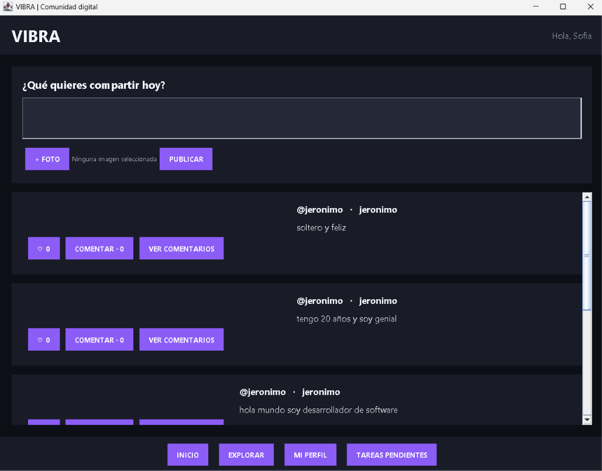 VIBRA | Comunidad digital
VIBRA
Hola, Sofia
¿Qué quieres compartir hoy?
+ FOTO Ninguna imagen seleccionada PUBLICAR
@jeronimo · jeronimo
soltero y feliz
♡ 0 COMENTAR · 0 VER COMENTARIOS
@jeronimo · jeronimo
tengo 20 años y soy genial
♡ 0 COMENTAR · 0 VER COMENTARIOS
@jeronimo · jeronimo
hola mundo soy desarrollador de software
INICIO EXPLORAR MI PERFIL TAREAS PENDIENTES